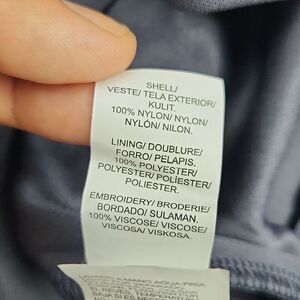 SHELL/
VESTE/ TELA EXTERIOR/
KULIT.
100% NYLON/ NYLON/
NYLÓN/ NILON.
LINING/ DOUBLURE/
FORRO/ PELAPIS.
100% POLYESTER/
POLYESTER/ POLIÉSTER/
POLIESTER.
EMBROIDERY/ BRODERIE/
BORDADO/ SULAMAN.
100% VISCOSE/ VISCOSE/
VISCOSA/ VISKOSA.